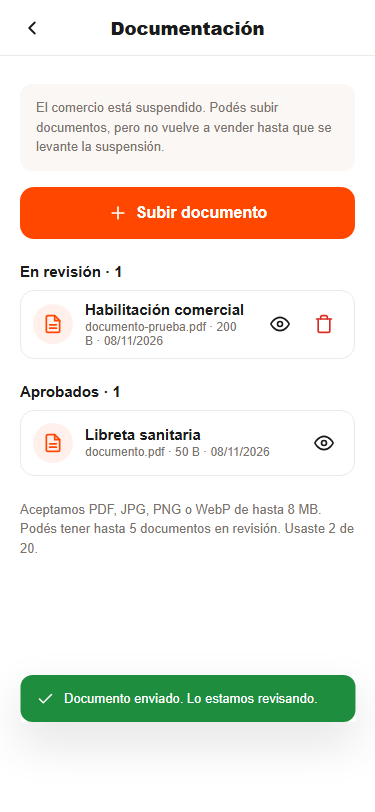 Documentación
El comercio está suspendido. Podés subir
documentos, pero no vuelve a vender hasta que se
levante la suspensión.
Subir documento
En revisión · 1
Habilitación comercial
documento-prueba.pdf · 200
B · 08/11/2026
Aprobados · 1
Libreta sanitaria
documento.pdf · 50 B · 08/11/2026
Aceptamos PDF, JPG, PNG o WebP de hasta 8 MB.
Podés tener hasta 5 documentos en revisión. Usaste 2 de
20.
Documento enviado. Lo estamos revisando.